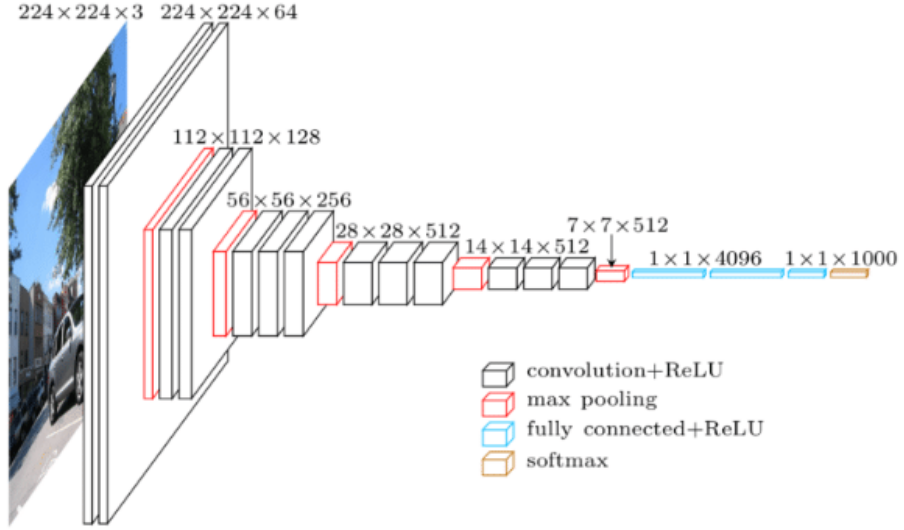 224×224×3 224×224×64
112×112×128
56×56×256
28×28×512
14×14×512
7×7×512
1×1×4096
1×1×1000
convolution+ReLU
max pooling
fully connected+ReLU
softmax